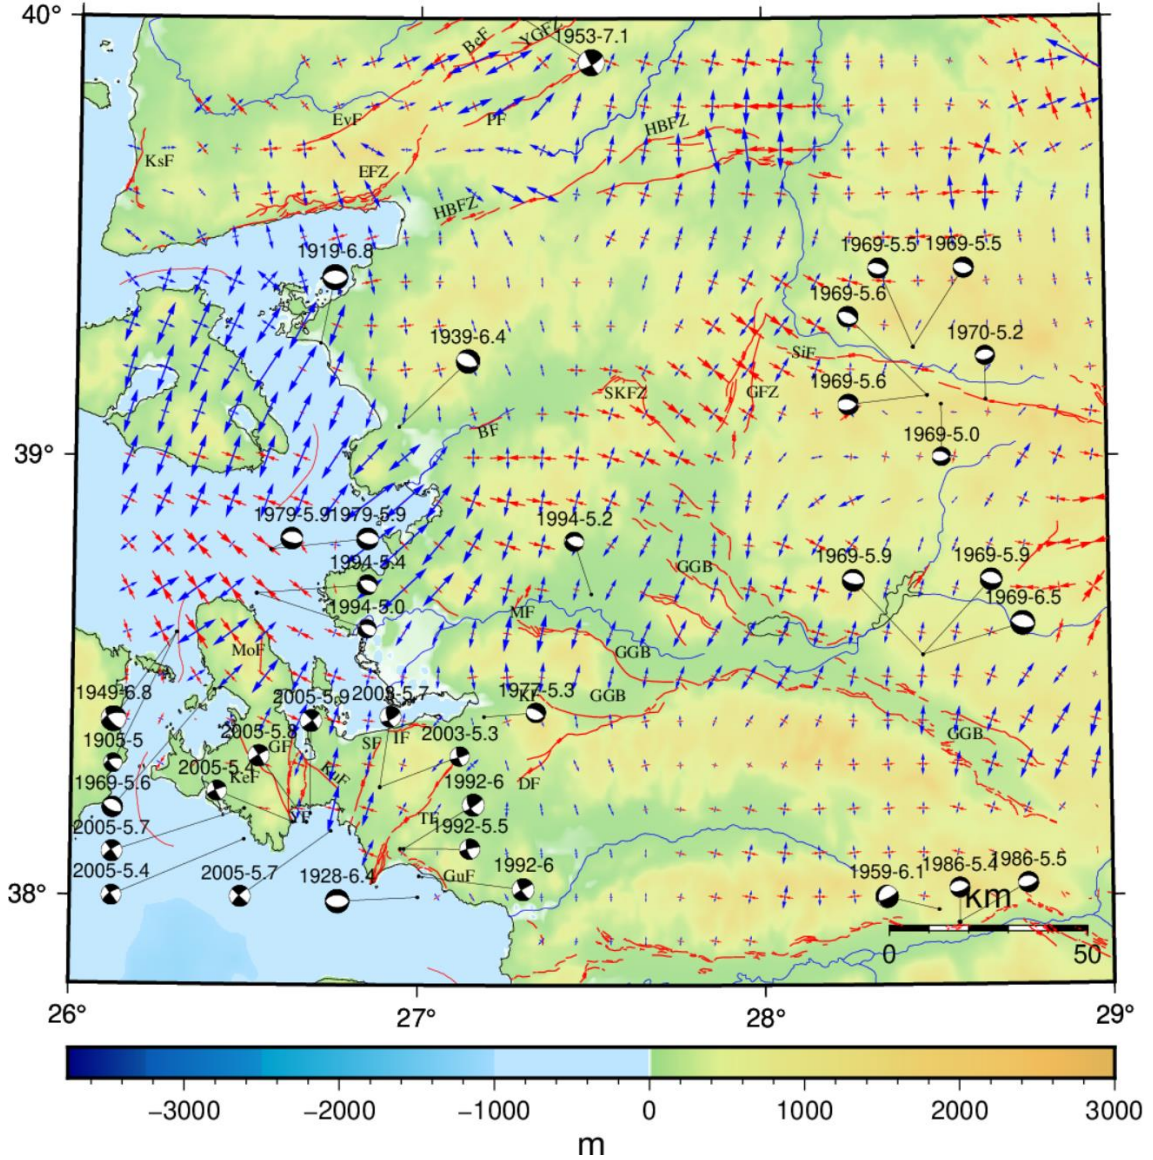 40°
1953-7.1
BeF
YGFZ
EvF
PF
HBFZ
KsF
EFZ
HBFZ
1919-6.8
1969-5.5
1969-5.5
1969-5.6
1939-6.4
1970-5.2
SiF
1969-5.6
GFZ
SKFZ
BF
1969-5.0
39°
1979-5.9
1979-5.9
1994-5.2
1994-5.4
GGB
1969-5.9
1969-5.9
1994-5.0
1969-6.5
MF
MoF
GGB
1949-6.8
2005-5.9
2003-5.7
1977-5.3
KF
GGB
1905-5
2005-5.8
GF
SF
IF
2003-5.3
GGB
1969-5.6
2005-5.4
KeF
KuF
1992-6
DF
2005-5.7
YF
TF
1992-5.5
2005-5.4
2005-5.7
1928-6.4
GuF
1992-6
1959-6.1
1986-5.4
1986-5.5
38°
km
0
50
26°
27°
28°
29°
−3000
−2000
−1000
0
1000
2000
3000
m